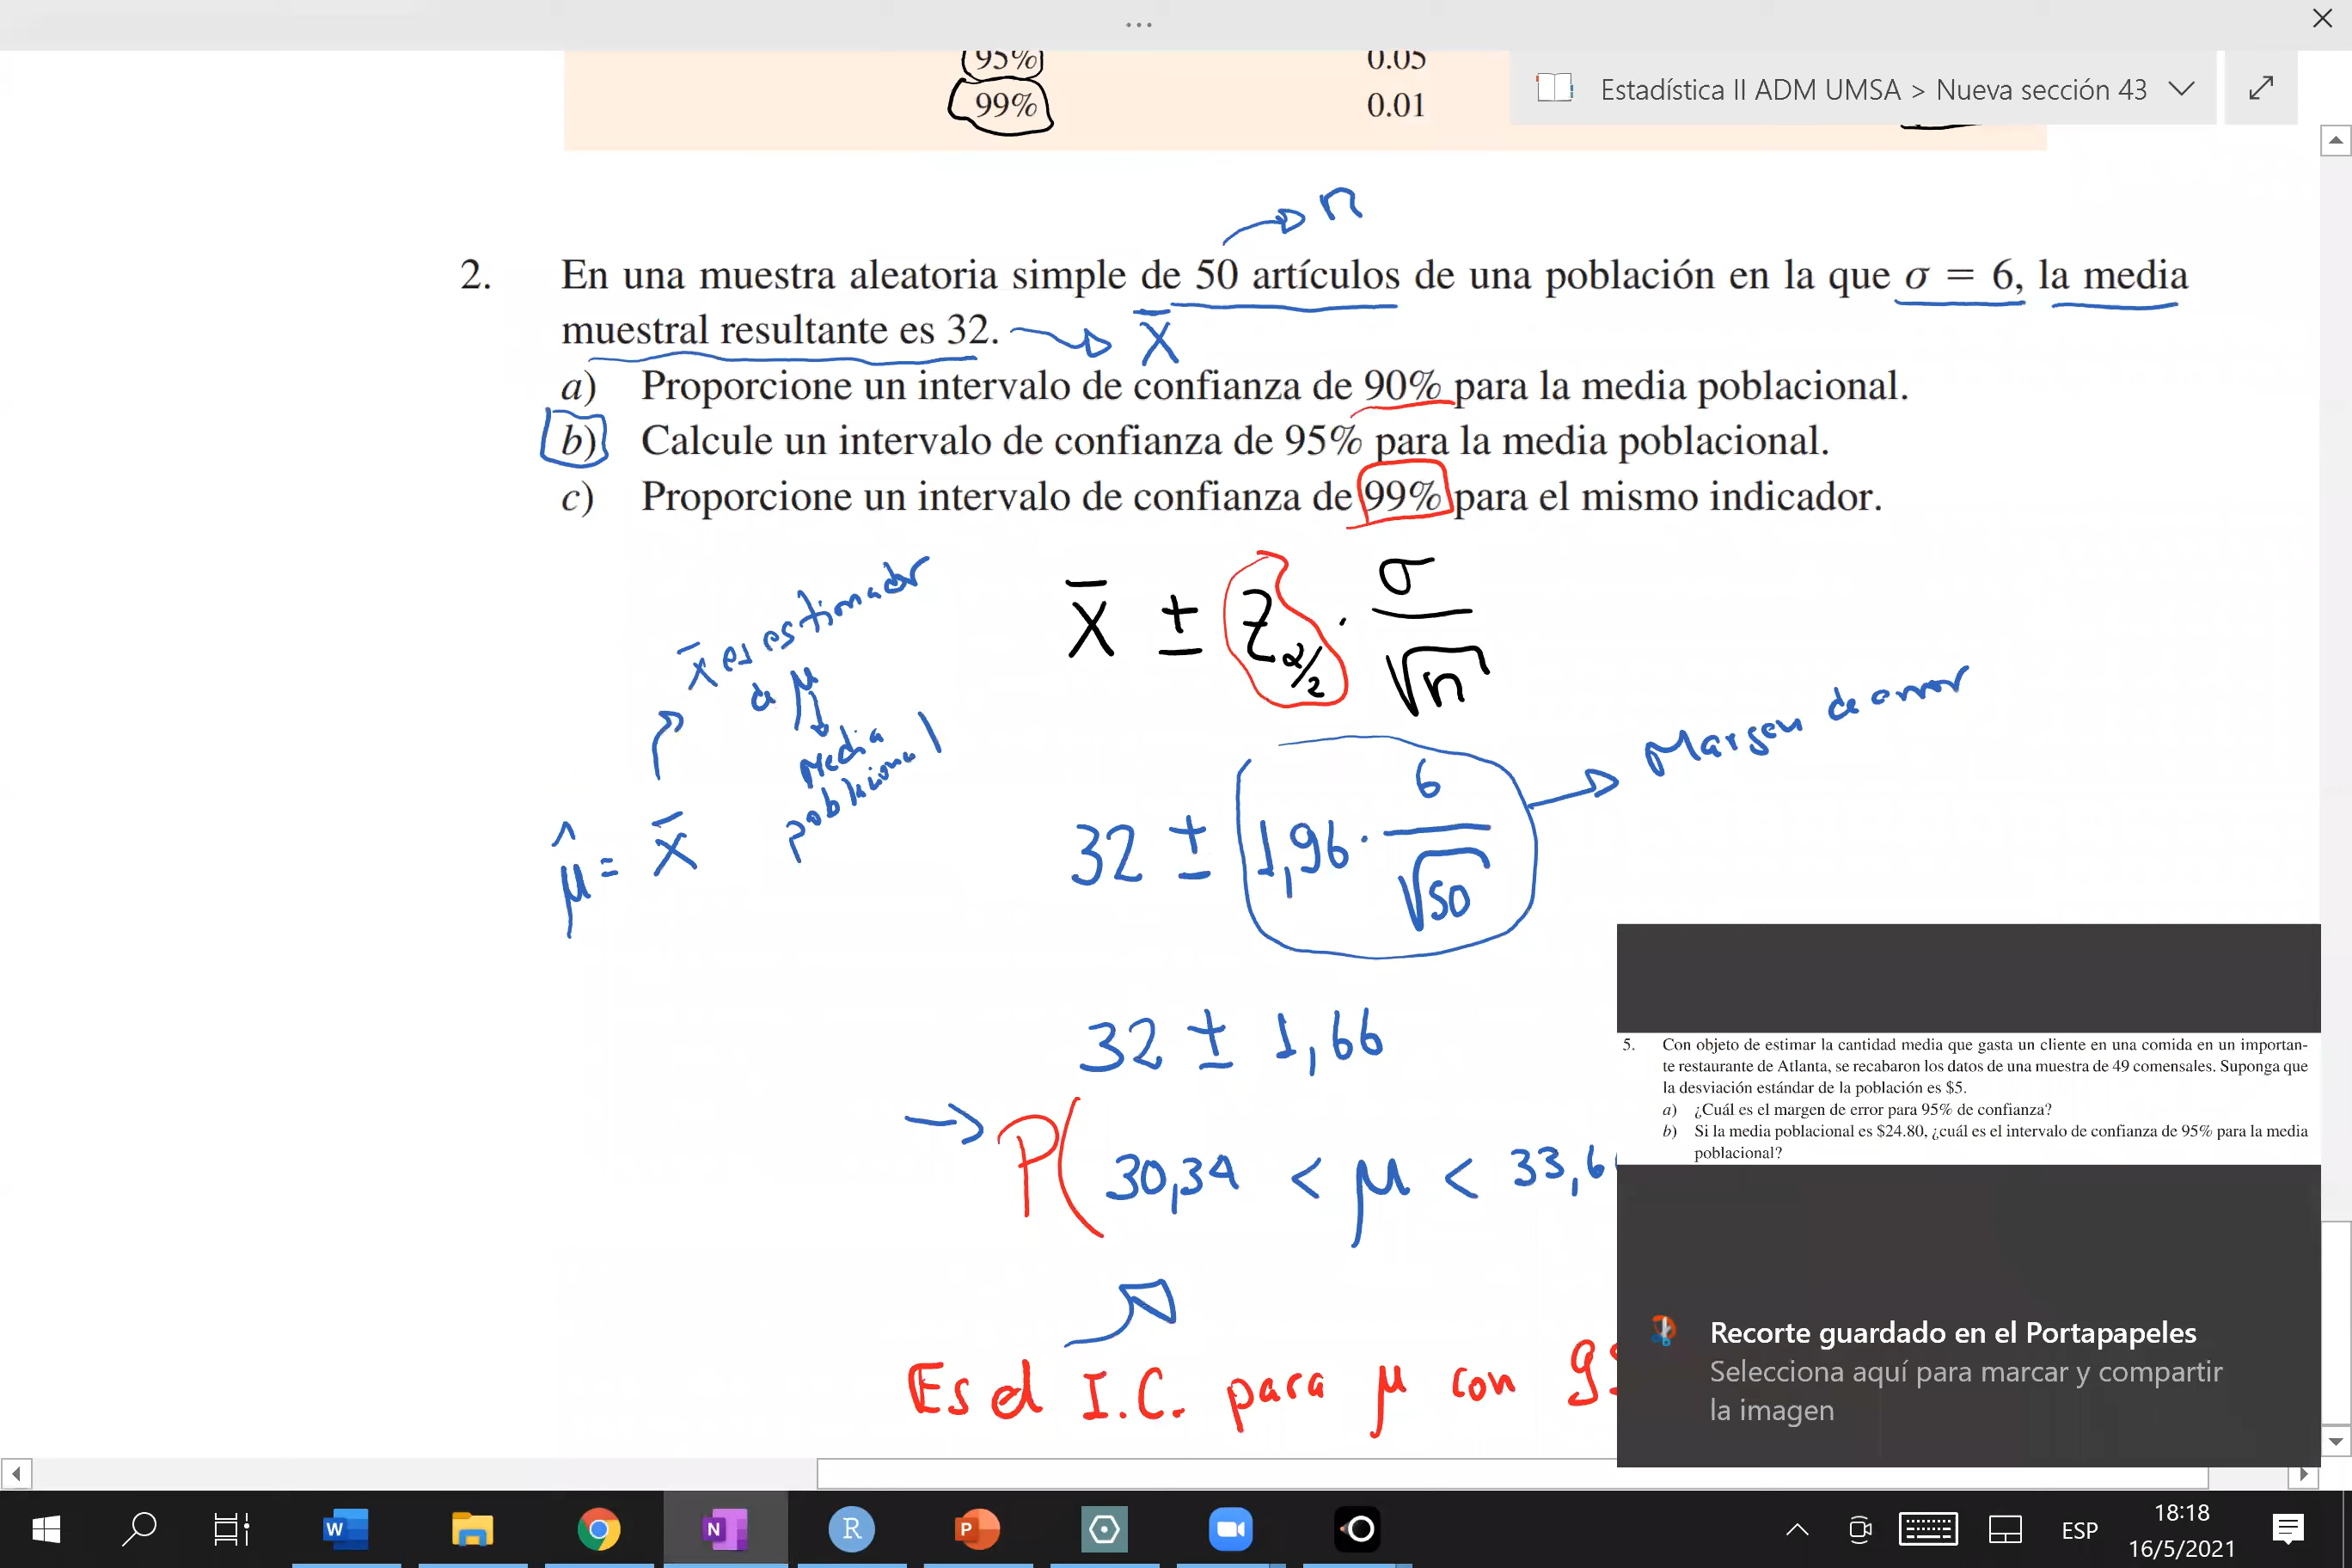 95% 0.05
99% 0.01
Estadística II ADM UMSA > Nueva sección 43
n
2. En una muestra aleatoria simple de 50 artículos de una población en la que σ = 6, la media
muestral resultante es 32. x̄
a) Proporcione un intervalo de confianza de 90% para la media poblacional.
b) Calcule un intervalo de confianza de 95% para la media poblacional.
c) Proporcione un intervalo de confianza de 99% para el mismo indicador.
x̄ ± Z α/2 · σ/√n
x̄ es estimador
de μ
Media
poblacional
μ̂ = x̄
32 ± (1,96 · 6/√50
Margen de error
32 ± 1,66
P( 30,34 < μ < 33,6
Es el I.C. para μ con 9
5. Con objeto de estimar la cantidad media que gasta un cliente en una comida en un importan-
te restaurante de Atlanta, se recabaron los datos de una muestra de 49 comensales. Suponga que
la desviación estándar de la población es $5.
a) ¿Cuál es el margen de error para 95% de confianza?
b) Si la media poblacional es $24.80, ¿cuál es el intervalo de confianza de 95% para la media
poblacional?
Recorte guardado en el Portapapeles
Selecciona aquí para marcar y compartir
la imagen
W
N
R
P
ESP
18:18
16/5/2021